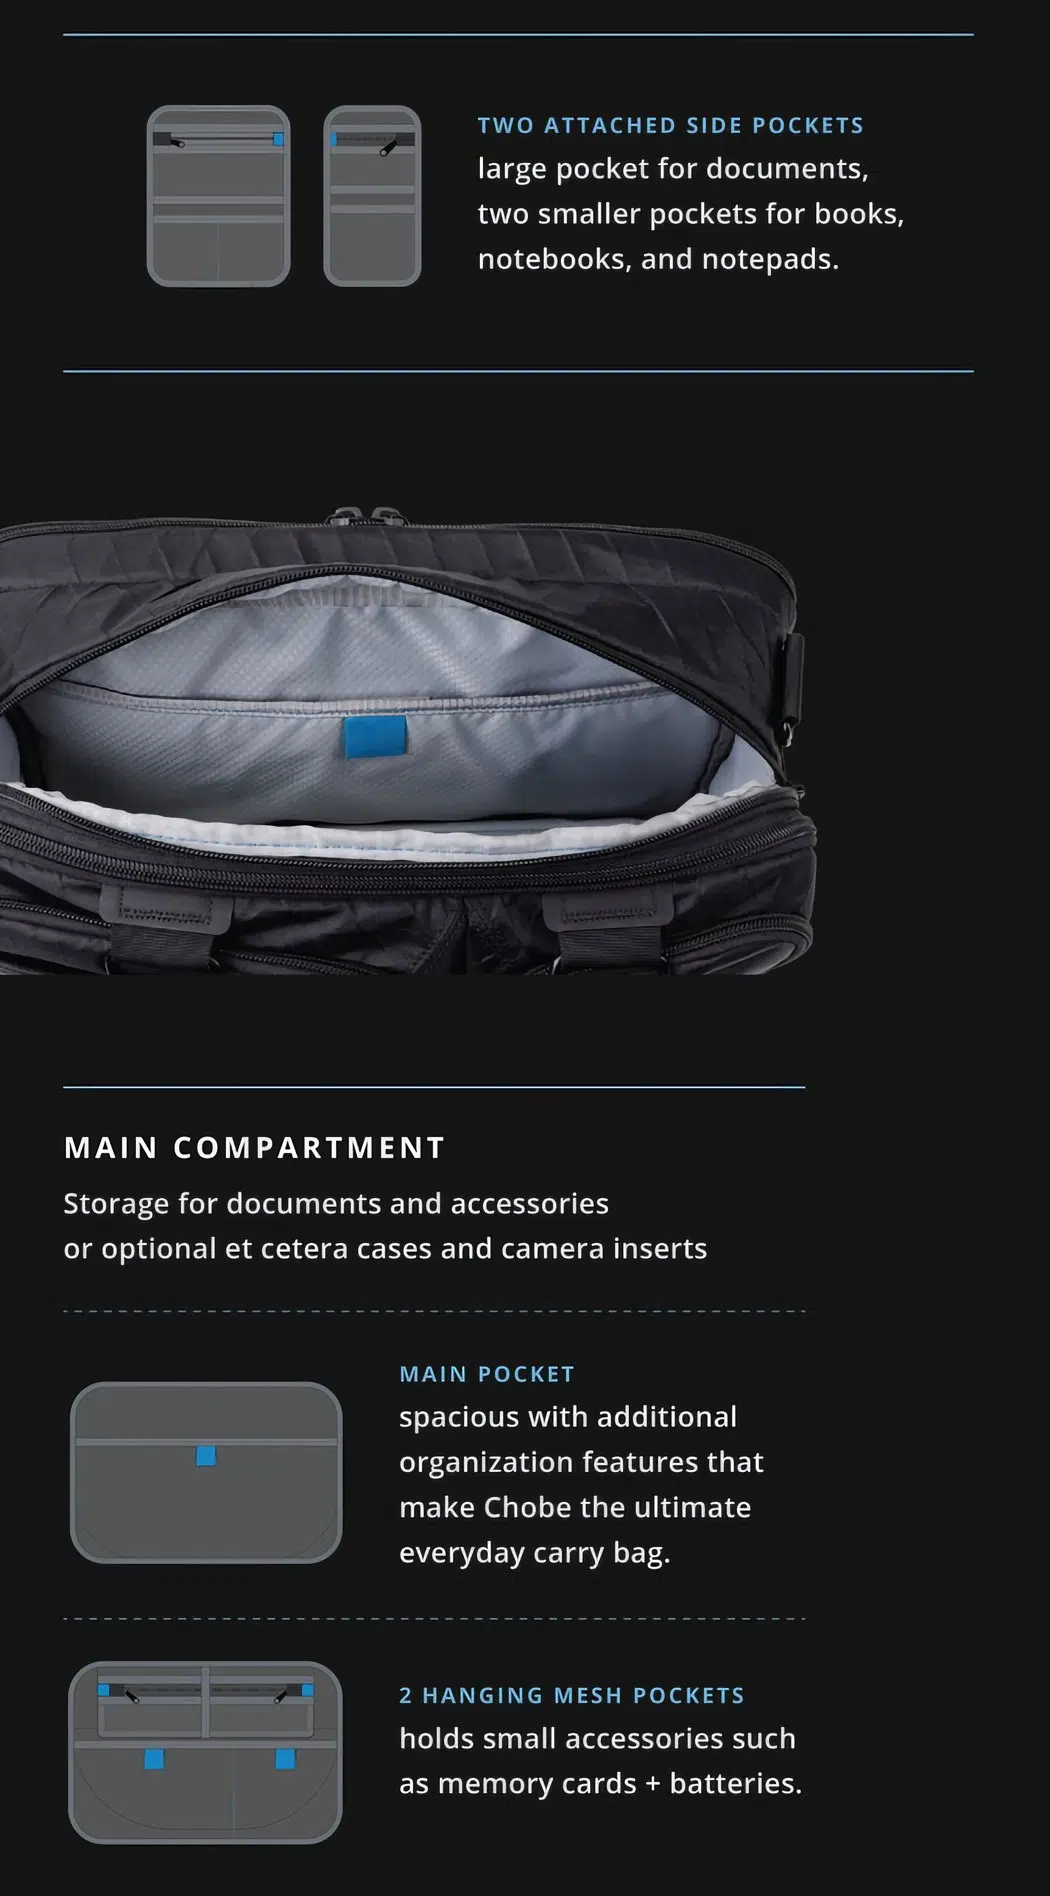 TWO ATTACHED SIDE POCKETS
large pocket for documents,
two smaller pockets for books,
notebooks, and notepads.
MAIN COMPARTMENT
Storage for documents and accessories
or optional et cetera cases and camera inserts
MAIN POCKET
spacious with additional
organization features that
make Chobe the ultimate
everyday carry bag.
2 HANGING MESH POCKETS
holds small accessories such
as memory cards + batteries.